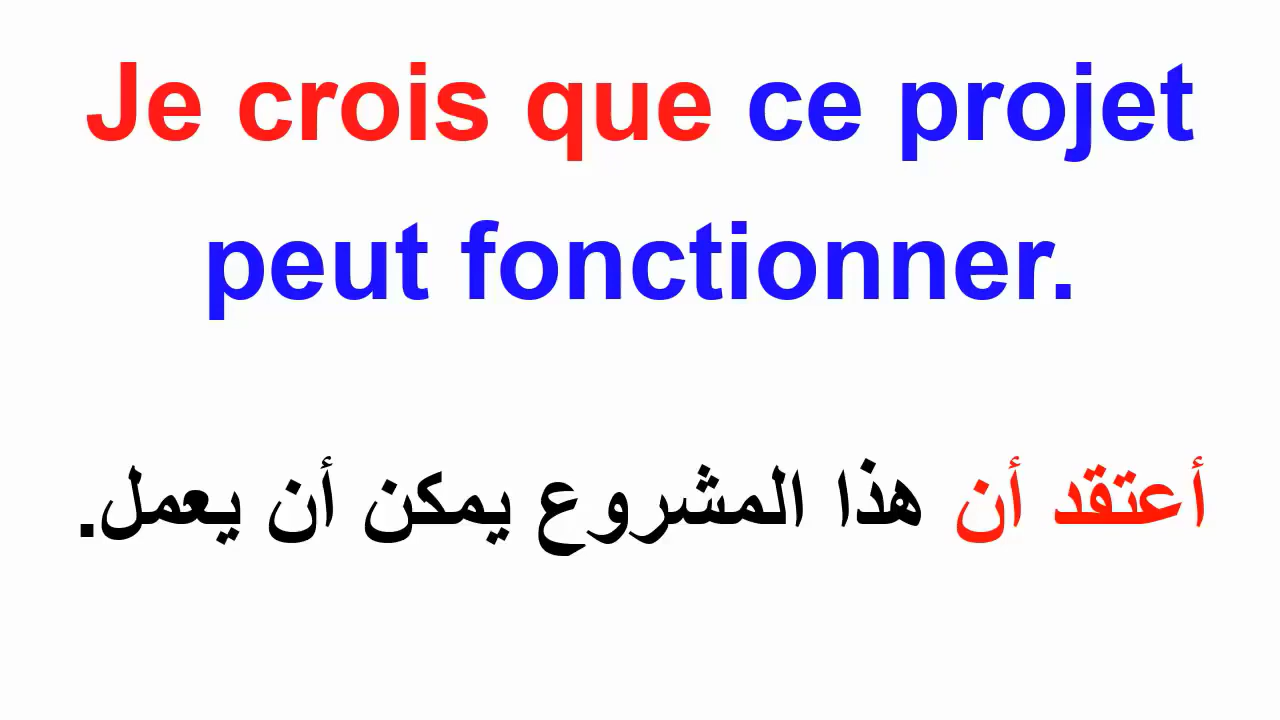 Je crois que ce projet
peut fonctionner.
أعتقد أن هذا المشروع يمكن أن يعمل.